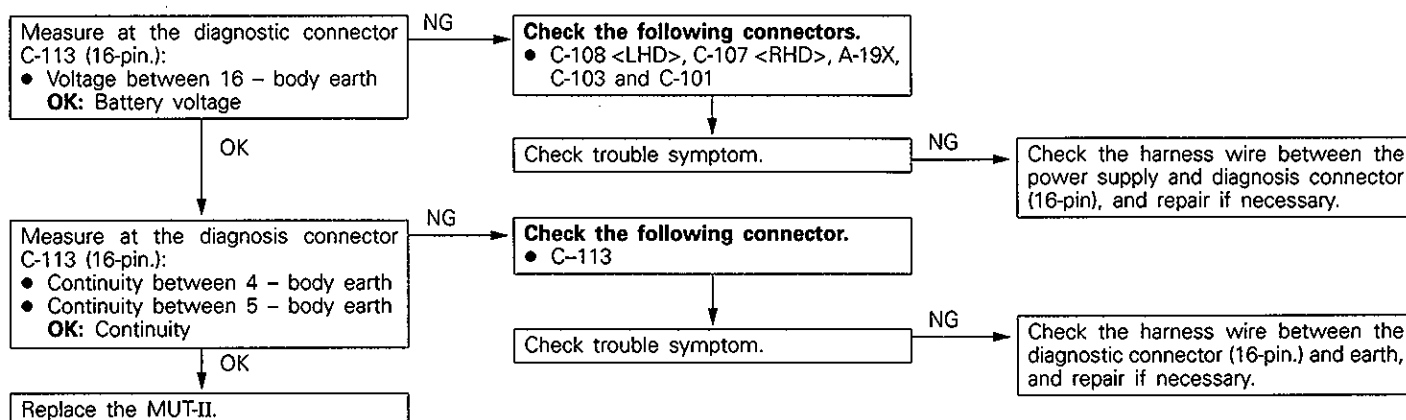 Measure at the diagnostic connector
C-113 (16-pin.):
● Voltage between 16 – body earth
OK: Battery voltage
NG
Check the following connectors.
● C-108 <LHD>, C-107 <RHD>, A-19X,
C-103 and C-101
OK
Check trouble symptom.
NG
Check the harness wire between the
power supply and diagnosis connector
(16-pin), and repair if necessary.
Measure at the diagnosis connector
C-113 (16-pin.):
● Continuity between 4 – body earth
● Continuity between 5 – body earth
OK: Continuity
NG
Check the following connector.
● C–113
OK
Check trouble symptom.
NG
Check the harness wire between the
diagnostic connector (16-pin.) and earth,
and repair if necessary.
Replace the MUT-II.